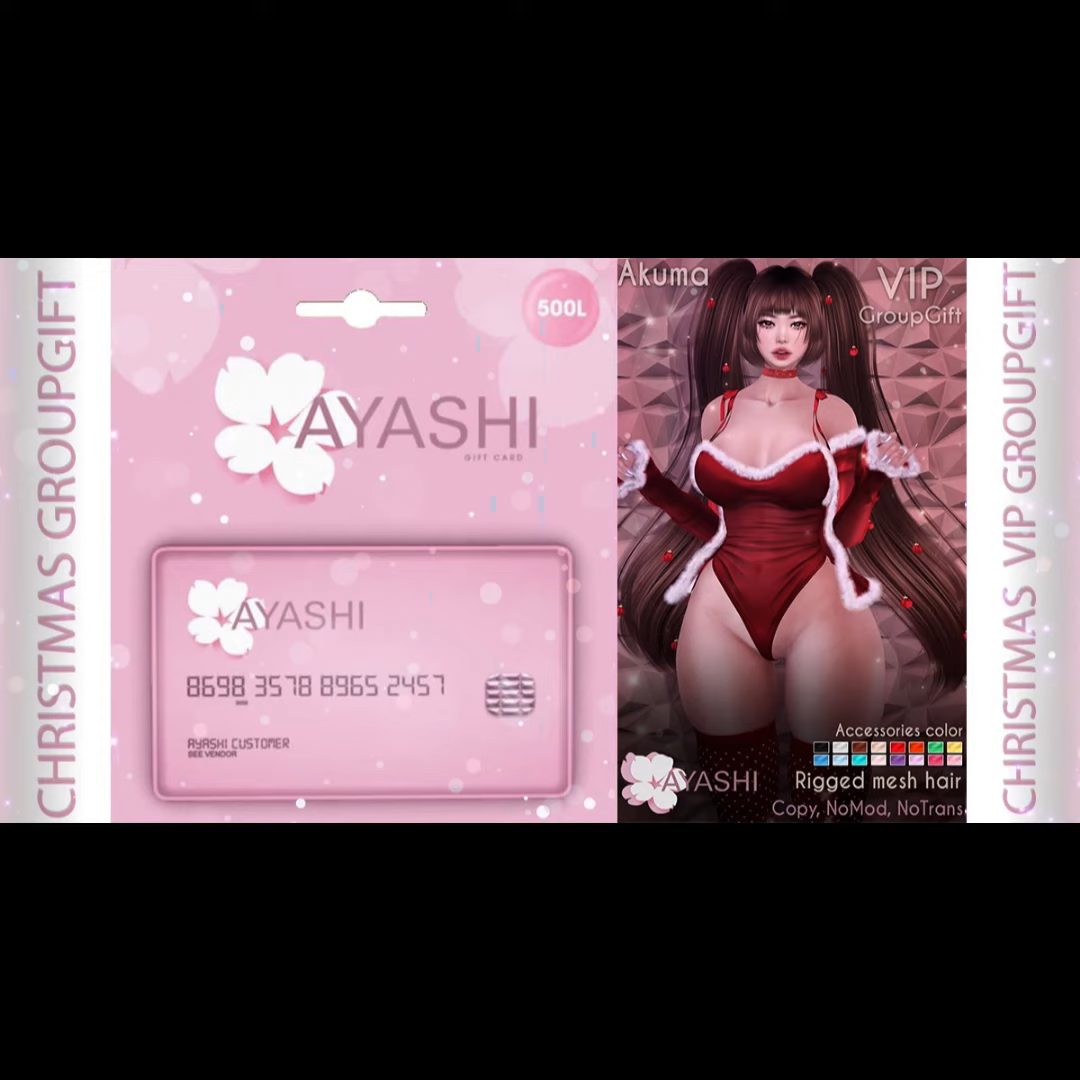 CHRISTMAS GROUPGIFT
500L
AYASHI
GIFT CARD
AYASHI
8698 3578 8965 2457
AYASHI CUSTOMER
SEE VENDOR
Akuma
VIP
GroupGift
Accessories color
AYASHI
Rigged mesh hair
Copy, NoMod, NoTrans
CHRISTMAS VIP GROUPGIFT